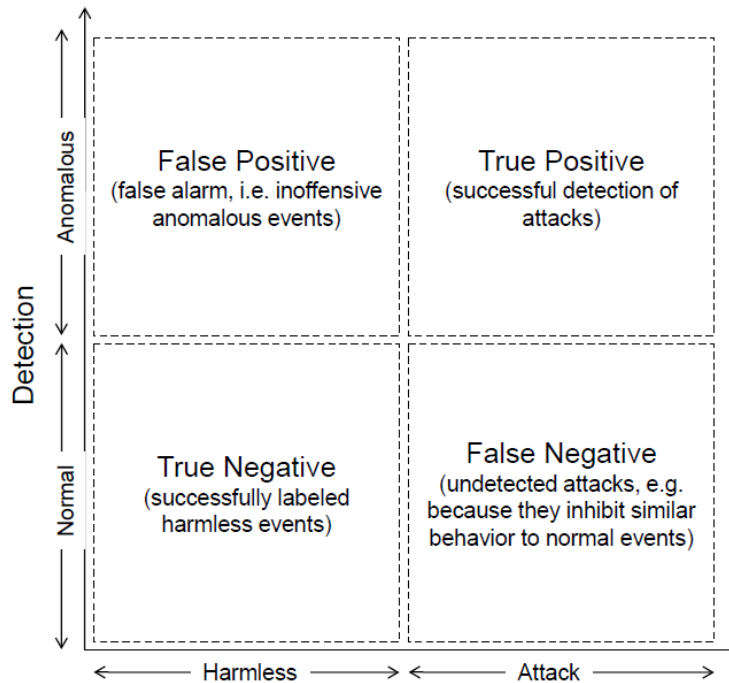 Detection
Anomalous
Normal
False Positive
(false alarm, i.e. inoffensive
anomalous events)
True Positive
(successful detection of
attacks)
True Negative
(successfully labeled
harmless events)
False Negative
(undetected attacks, e.g.
because they inhibit similar
behavior to normal events)
Harmless
Attack